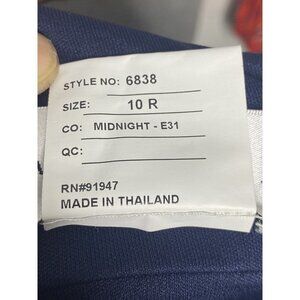 STYLE NO: 6838
SIZE: 10 R
CO: MIDNIGHT - E31
QC:
RN#91947
MADE IN THAILAND